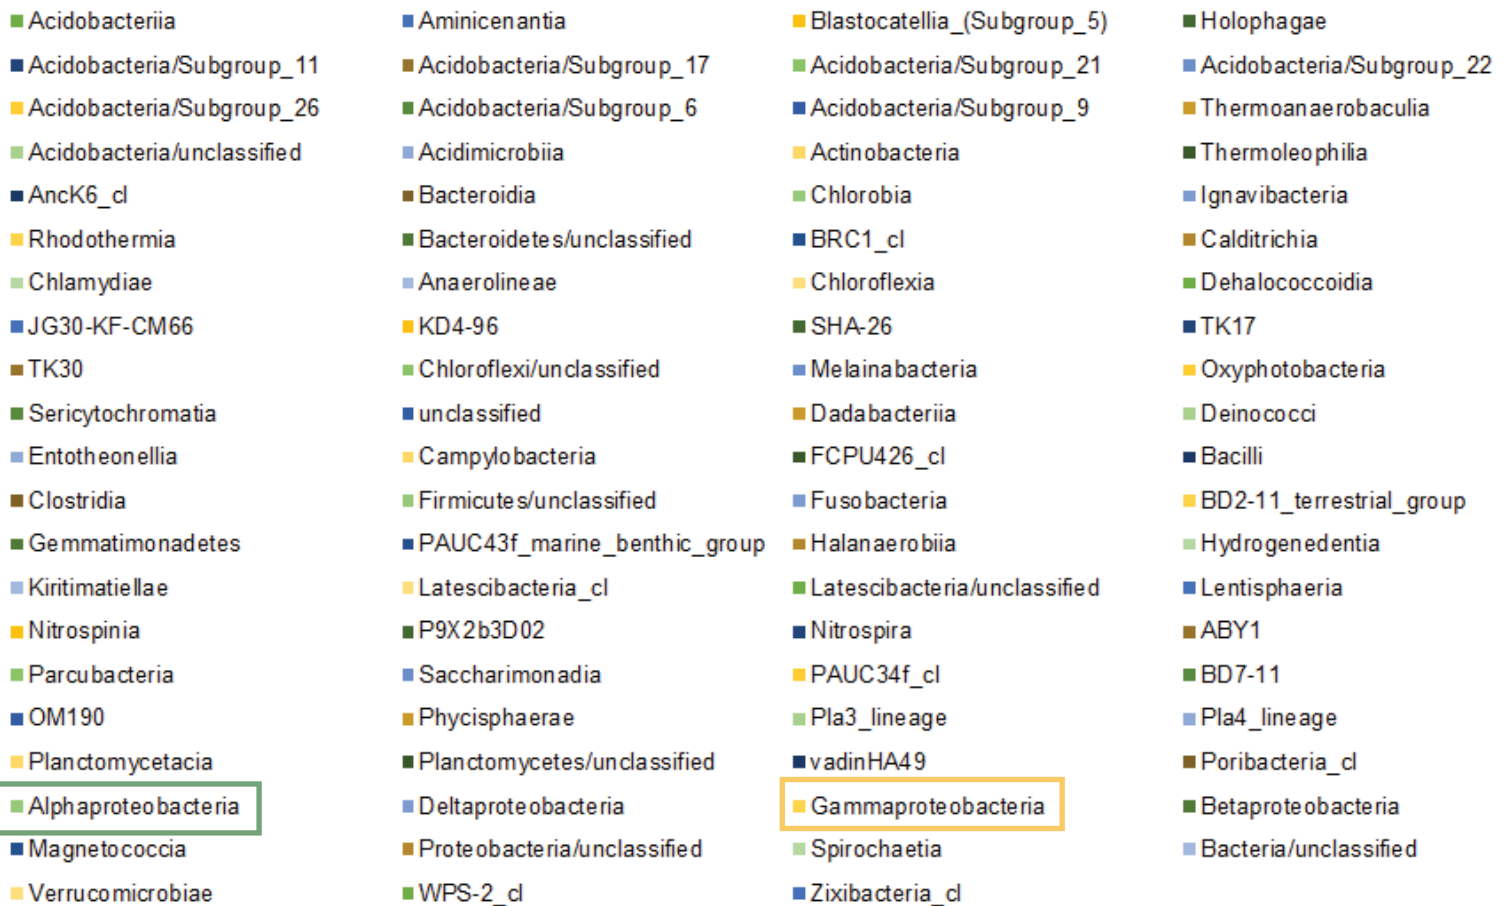 Acidobacteriia Aminicenantia Blastocatellia_(Subgroup_5) Holophagae
Acidobacteria/Subgroup_11 Acidobacteria/Subgroup_17 Acidobacteria/Subgroup_21 Acidobacteria/Subgroup_22
Acidobacteria/Subgroup_26 Acidobacteria/Subgroup_6 Acidobacteria/Subgroup_9 Thermoanaerobaculia
Acidobacteria/unclassified Acidimicrobiia Actinobacteria Thermoleophilia
AncK6_cl Bacteroidia Chlorobia Ignavibacteria
Rhodothermia Bacteroidetes/unclassified BRC1_cl Calditrichia
Chlamydiae Anaerolineae Chloroflexia Dehalococcoidia
JG30-KF-CM66 KD4-96 SHA-26 TK17
TK30 Chloroflexi/unclassified Melainabacteria Oxyphotobacteria
Sericytochromatia unclassified Dadabacteriia Deinococci
Entotheonellia Campylobacteria FCPU426_cl Bacilli
Clostridia Firmicutes/unclassified Fusobacteria BD2-11_terrestrial_group
Gemmatimonadetes PAUC43f_marine_benthic_group Halanaerobiia Hydrogenedentia
Kiritimatiellae Latescibacteria_cl Latescibacteria/unclassified Lentisphaeria
Nitrospinia P9X2b3D02 Nitrospira ABY1
Parcubacteria Saccharimonadia PAUC34f_cl BD7-11
OM190 Phycisphaerae Pla3_lineage Pla4_lineage
Planctomycetacia Planctomycetes/unclassified vadinHA49 Poribacteria_cl
Alphaproteobacteria Deltaproteobacteria Gammaproteobacteria Betaproteobacteria
Magnetococcia Proteobacteria/unclassified Spirochaetia Bacteria/unclassified
Verrucomicrobiae WPS-2_cl Zixibacteria_cl